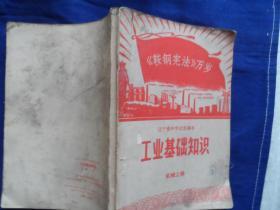 《鞍钢宪法》万岁
辽宁省中学试用课本
工业基础知识
机械上册